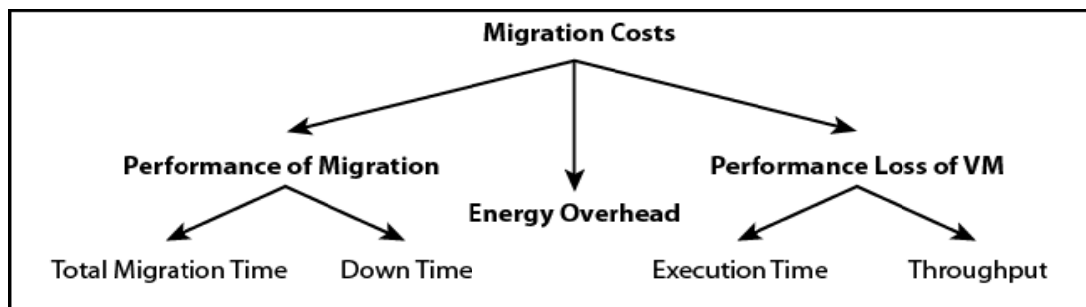 Migration Costs
Performance of Migration
Performance Loss of VM
Energy Overhead
Total Migration Time
Down Time
Execution Time
Throughput